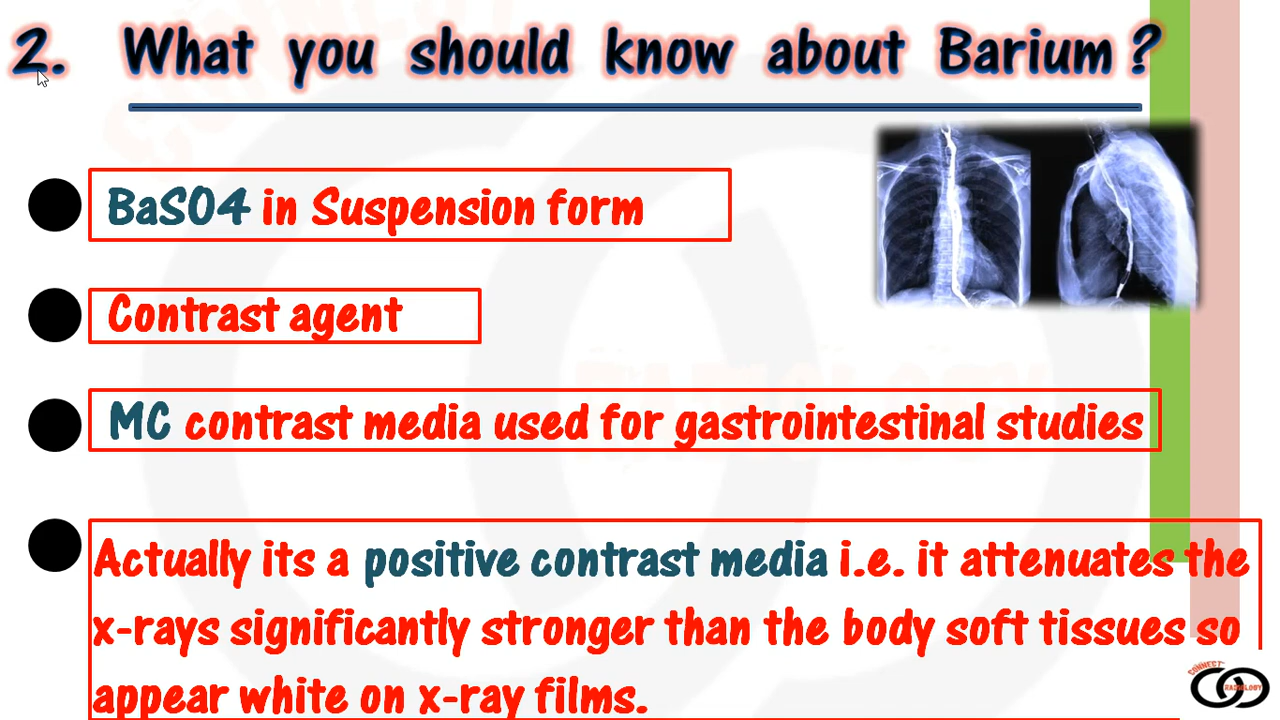 2. What you should know about Barium ?
BaSO4 in Suspension form
Contrast agent
MC contrast media used for gastrointestinal studies
Actually its a positive contrast media i.e. it attenuates the
x-rays significantly stronger than the body soft tissues so
appear white on x-ray films.
CONNECT
RADIOLOGY